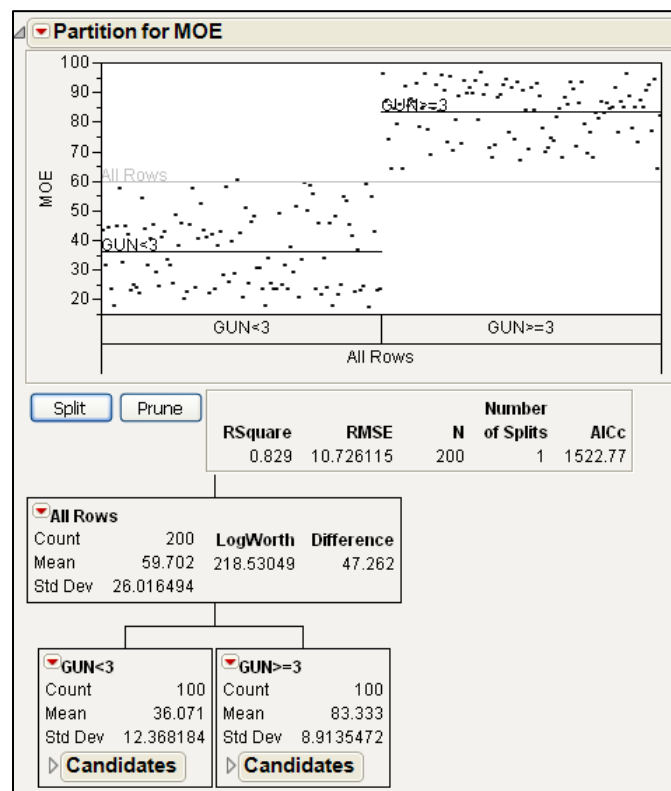 Partition for MOE
100
90
80
70
60
50
40
30
20
MOE
GUN>=3
All Rows
GUN<3
GUN<3 GUN>=3
All Rows
Split Prune
Number
RSquare RMSE N of Splits AICc
0.829 10.726115 200 1 1522.77
All Rows
Count 200 LogWorth Difference
Mean 59.702 218.53049 47.262
Std Dev 26.016494
GUN<3
Count 100
Mean 36.071
Std Dev 12.368184
Candidates
GUN>=3
Count 100
Mean 83.333
Std Dev 8.9135472
Candidates